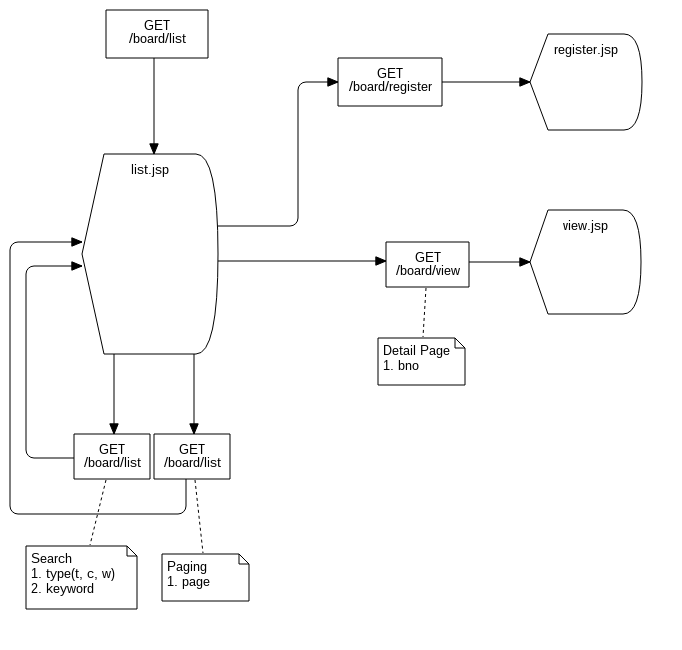 GET
/board/list
register.jsp
GET
/board/register
list.jsp
view.jsp
GET
/board/view
Detail Page
1. bno
GET
/board/list
GET
/board/list
Search
1. type(t, c, w)
2. keyword
Paging
1. page